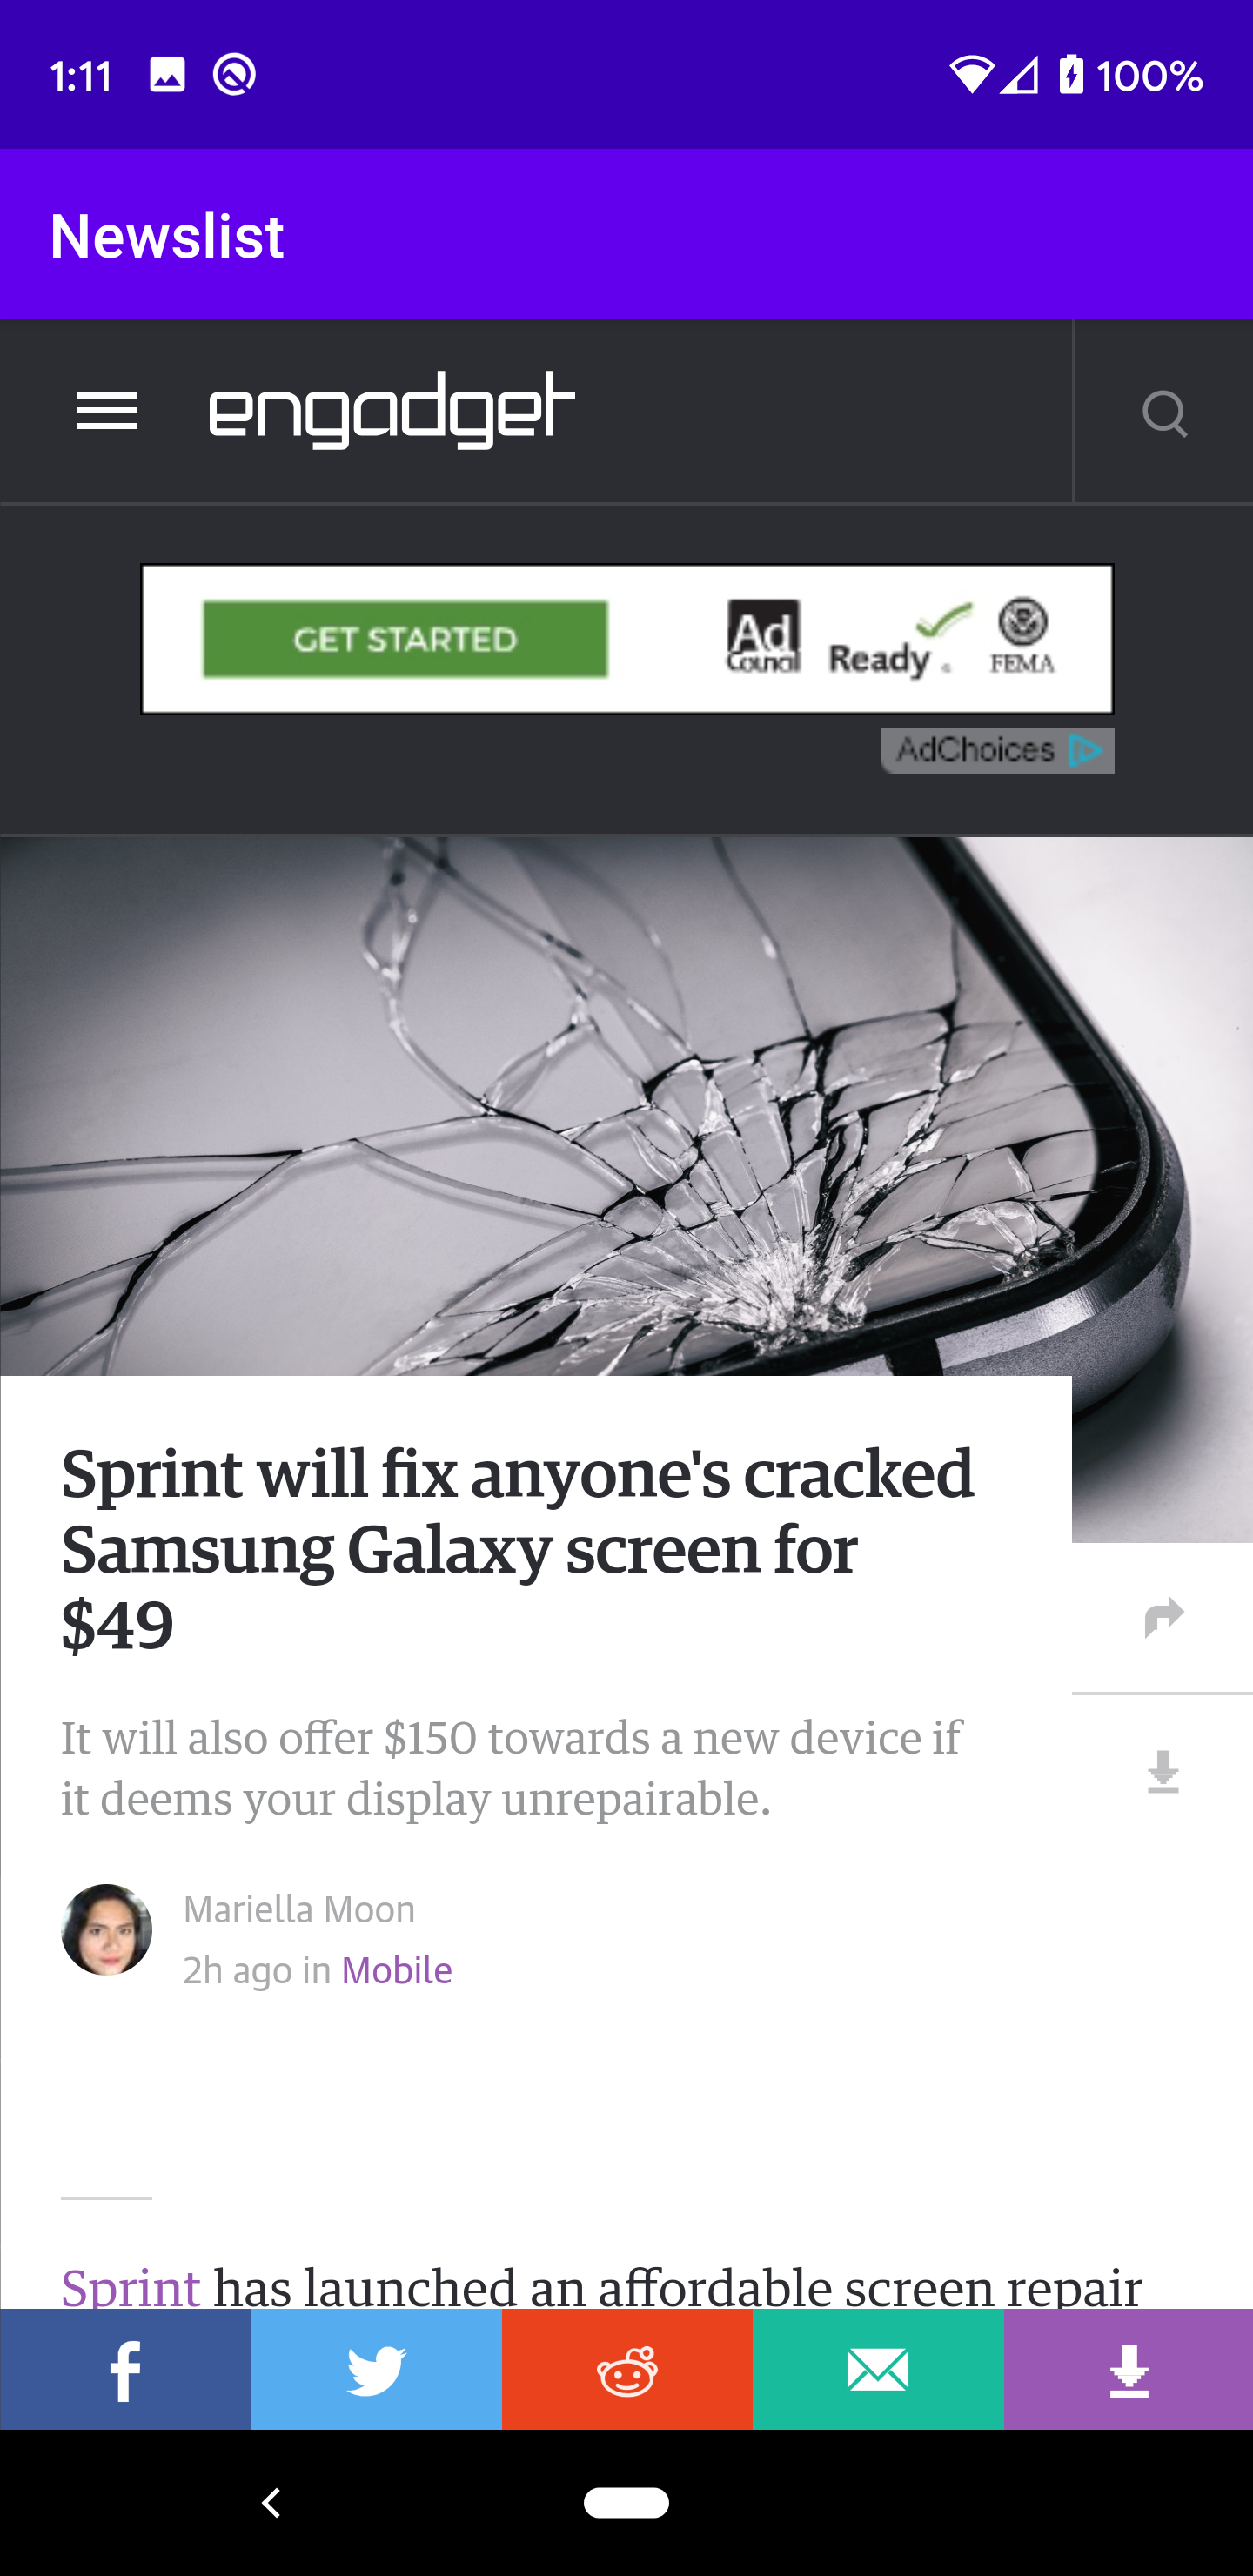 1:11
100%
Newslist
engadget
GET STARTED
Ad
Council
Ready
FEMA
AdChoices
Sprint will fix anyone's cracked
Samsung Galaxy screen for
$49
It will also offer $150 towards a new device if
it deems your display unrepairable.
Mariella Moon
2h ago in Mobile
Sprint has launched an affordable screen repair